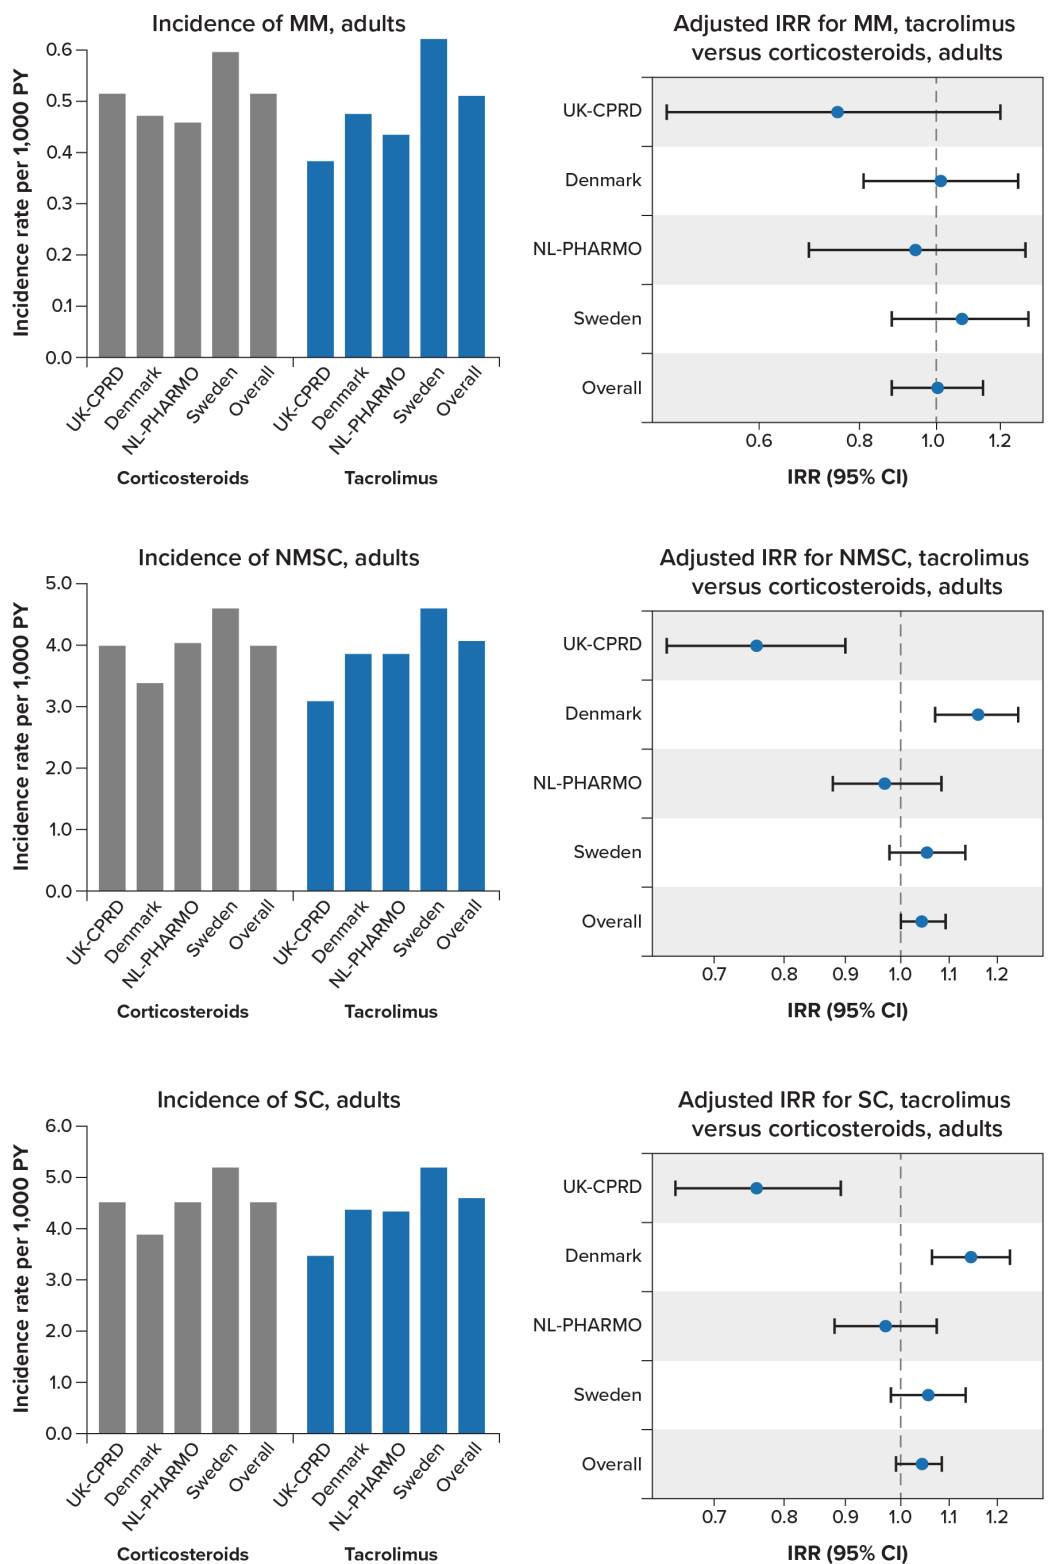 Incidence of MM, adults
Incidence rate per 1,000 PY
0.6
0.5
0.4
0.3
0.2
0.1
0.0
UK-CPRD
Denmark
NL-PHARMO
Sweden
Overall
UK-CPRD
Denmark
NL-PHARMO
Sweden
Overall
Corticosteroids
Tacrolimus
Adjusted IRR for MM, tacrolimus
versus corticosteroids, adults
UK-CPRD
Denmark
NL-PHARMO
Sweden
Overall
0.6
0.8
1.0
1.2
IRR (95% CI)
Incidence of NMSC, adults
Incidence rate per 1,000 PY
5.0
4.0
3.0
2.0
1.0
0.0
UK-CPRD
Denmark
NL-PHARMO
Sweden
Overall
UK-CPRD
Denmark
NL-PHARMO
Sweden
Overall
Corticosteroids
Tacrolimus
Adjusted IRR for NMSC, tacrolimus
versus corticosteroids, adults
UK-CPRD
Denmark
NL-PHARMO
Sweden
Overall
0.7
0.8
0.9
1.0
1.1
1.2
IRR (95% CI)
Incidence of SC, adults
Incidence rate per 1,000 PY
6.0
5.0
4.0
3.0
2.0
1.0
0.0
UK-CPRD
Denmark
NL-PHARMO
Sweden
Overall
UK-CPRD
Denmark
NL-PHARMO
Sweden
Overall
Corticosteroids
Tacrolimus
Adjusted IRR for SC, tacrolimus
versus corticosteroids, adults
UK-CPRD
Denmark
NL-PHARMO
Sweden
Overall
0.7
0.8
0.9
1.0
1.1
1.2
IRR (95% CI)